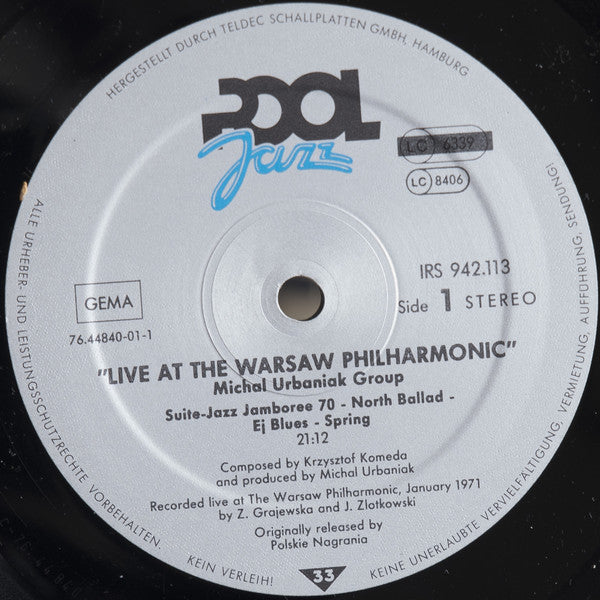 HERGESTELLT DURCH TELDEC SCHALLPLATTEN GMBH, HAMBURG
POOL
Jazz
LC 6339
LC 8406
GEMA
76.44840-01-1
IRS 942.113
Side 1 STEREO
"LIVE AT THE WARSAW PHILHARMONIC"
Michal Urbaniak Group
Suite-Jazz Jamboree 70 - North Ballad -
Ej Blues - Spring
21:12
Composed by Krzysztof Komeda
and produced by Michal Urbaniak
Recorded live at The Warsaw Philharmonic, January 1971
by Z. Grajewska and J. Zlotkowski
Originally released by
Polskie Nagrania
33
ALLE URHEBER- UND LEISTUNGSSCHUTZRECHTE VORBEHALTEN.
KEIN VERLEIH!
KEINE UNERLAUBTE VERVIELFÄLTIGUNG, VERMIETUNG, AUFFÜHRUNG, SENDUNG!